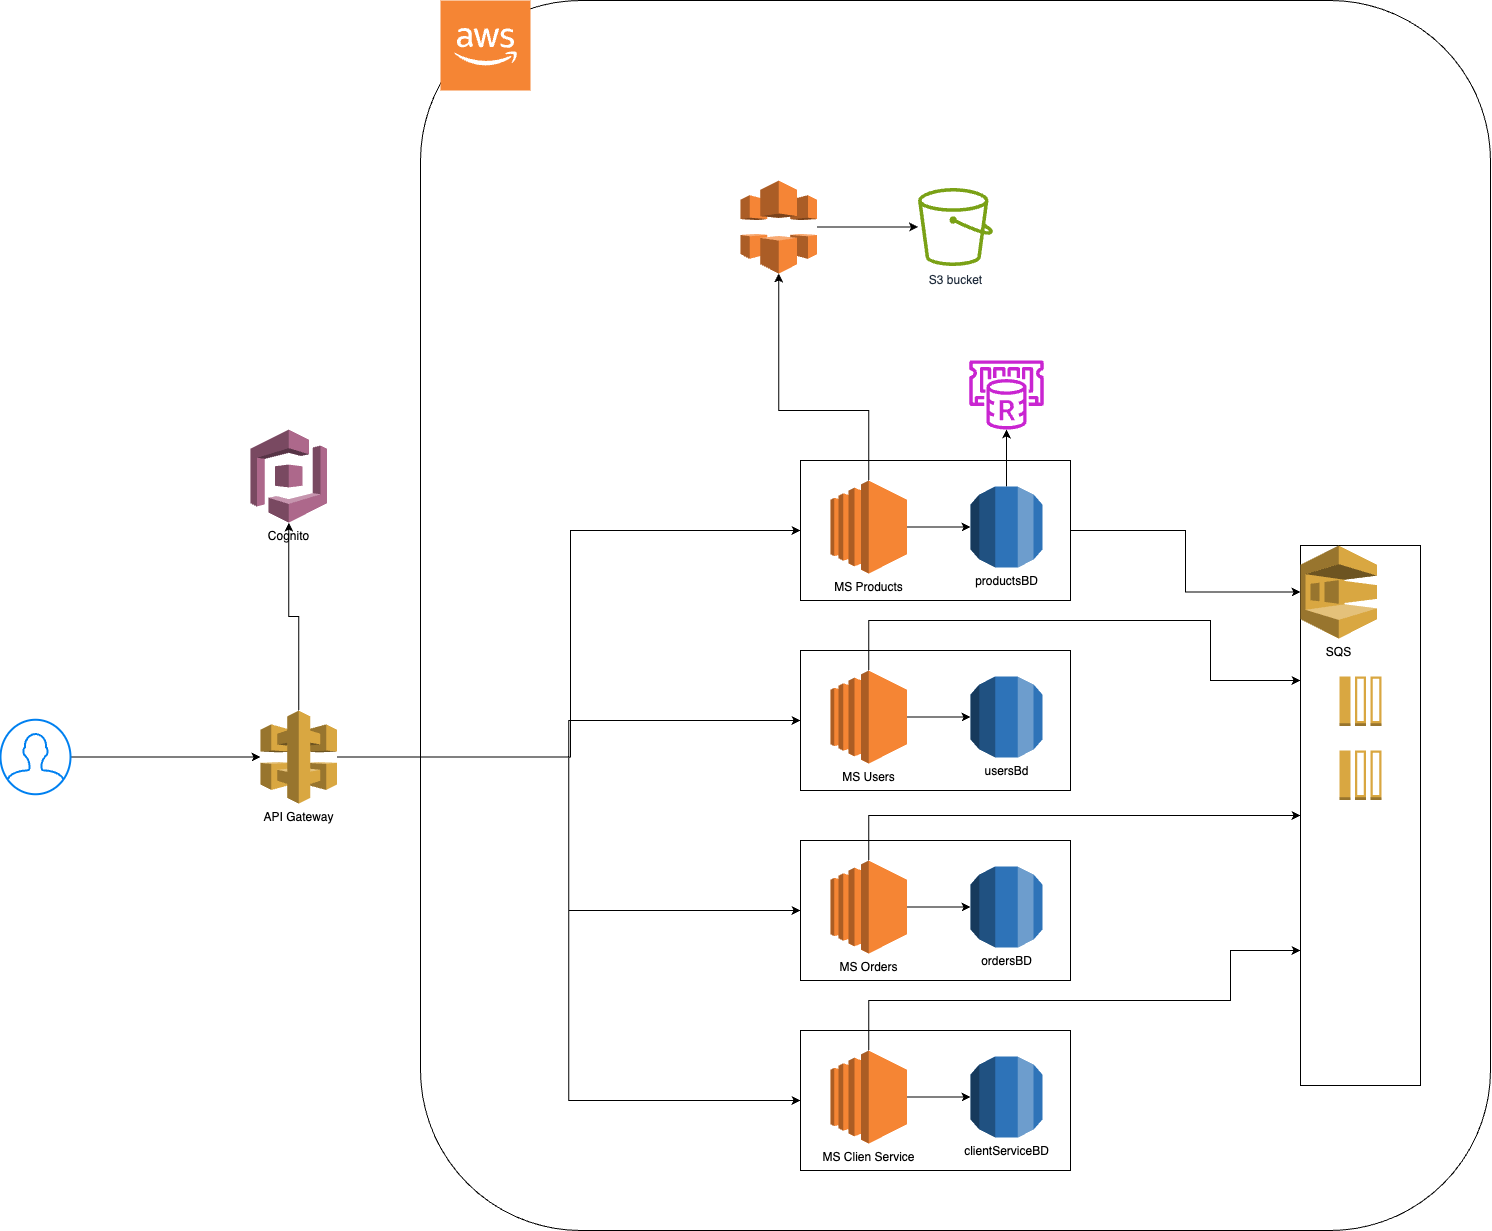 aws
S3 bucket
R
Cognito
MS Products
productsBD
SQS
MS Users
usersBd
API Gateway
MS Orders
ordersBD
MS Clien Service
clientServiceBD